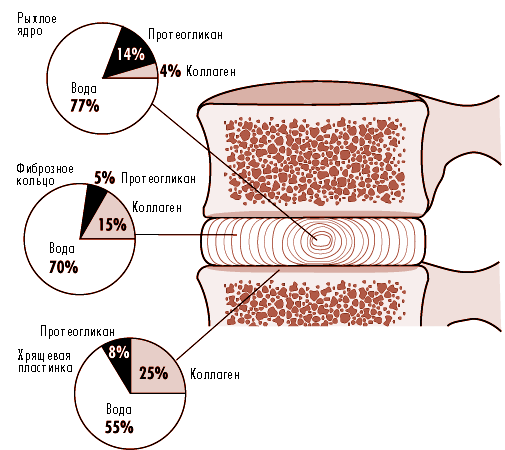 Рыхлое
ядро
Протеогликан
14%
4% Коллаген
Вода
77%
Фиброзное
кольцо
5% Протеогликан
Коллаген
15%
Вода
70%
Протеогликан
Хрящевая
пластинка
8%
25%
Коллаген
Вода
55%